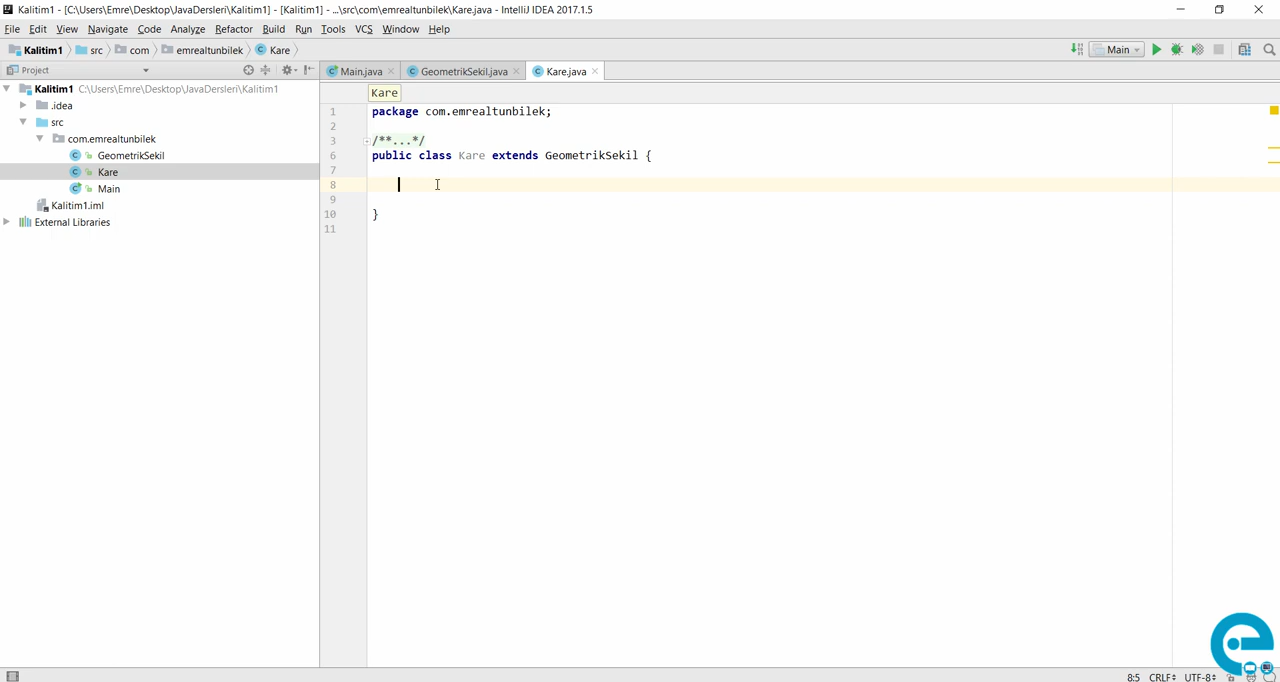 Kalitim1 - [C:\Users\Emre\Desktop\JavaDersleri\Kalitim1] - [Kalitim1] - ...\src\com\emrealtunbilek\Kare.java - IntelliJ IDEA 2017.1.5
File Edit View Navigate Code Analyze Refactor Build Run Tools VCS Window Help
Kalitim1 src com emrealtunbilek Kare Main
Project Main.java GeometrikSekil.java Kare.java
Kalitim1 C:\Users\Emre\Desktop\JavaDersleri\Kalitim1
.idea
src
com.emrealtunbilek
GeometrikSekil
Kare
Main
Kalitim1.iml
External Libraries
Kare
1 package com.emrealtunbilek;
2
3 /**...*/
6 public class Kare extends GeometrikSekil {
7
8
9
10 }
11
8:5 CRLF UTF-8